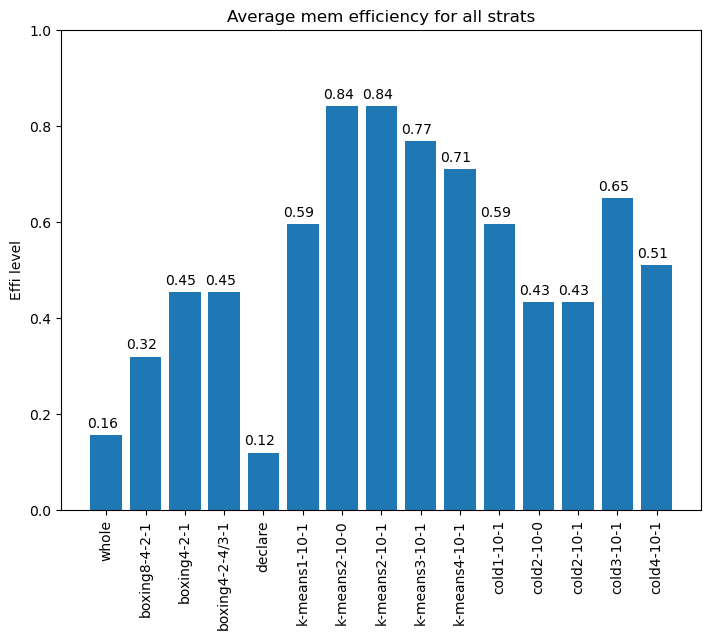 Average mem efficiency for all strats
Effi level
1.0
0.8
0.6
0.4
0.2
0.0
0.16
0.32
0.45
0.45
0.12
0.59
0.84
0.84
0.77
0.71
0.59
0.43
0.43
0.65
0.51
whole
boxing8-4-2-1
boxing4-2-1
boxing4-2-4/3-1
declare
k-means1-10-1
k-means2-10-0
k-means2-10-1
k-means3-10-1
k-means4-10-1
cold1-10-1
cold2-10-0
cold2-10-1
cold3-10-1
cold4-10-1